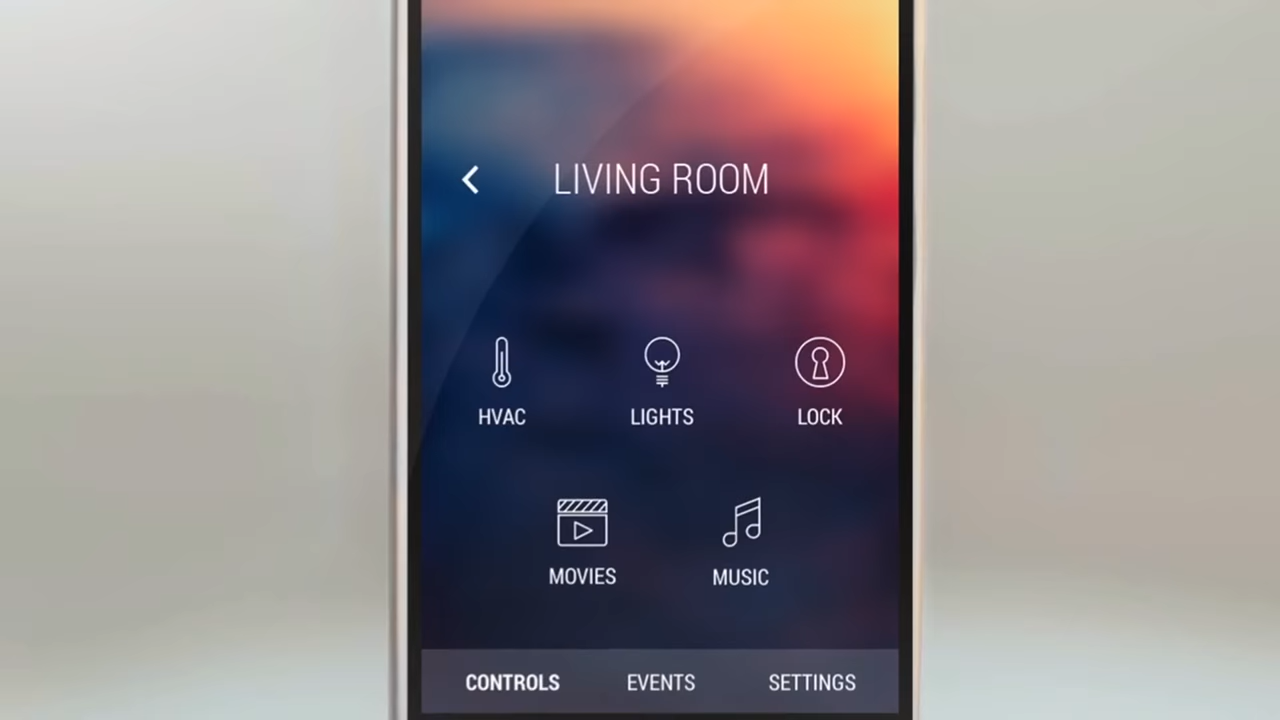 LIVING ROOM
HVAC LIGHTS LOCK
MOVIES MUSIC
CONTROLS EVENTS SETTINGS